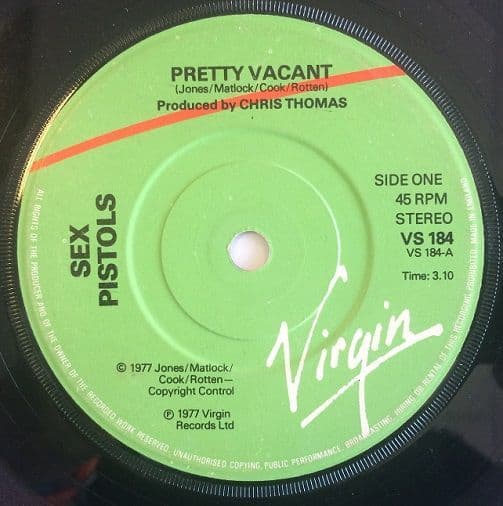 PRETTY VACANT
(Jones/Matlock/Cook/Rotten)
Produced by CHRIS THOMAS
SIDE ONE
45 RPM
STEREO
VS 184
VS 184-A
Time: 3.10
SEX
PISTOLS
© 1977 Jones/Matlock/
Cook/Rotten—
Copyright Control
℗ 1977 Virgin
Records Ltd
Virgin
ALL RIGHTS OF THE PRODUCER AND OF THE OWNER OF THE RECORDED WORK RESERVED. UNAUTHORISED COPYING, PUBLIC PERFORMANCE, BROADCASTING, HIRING OR RENTAL OF THIS RECORDING PROHIBITED. MADE IN ENGLAND